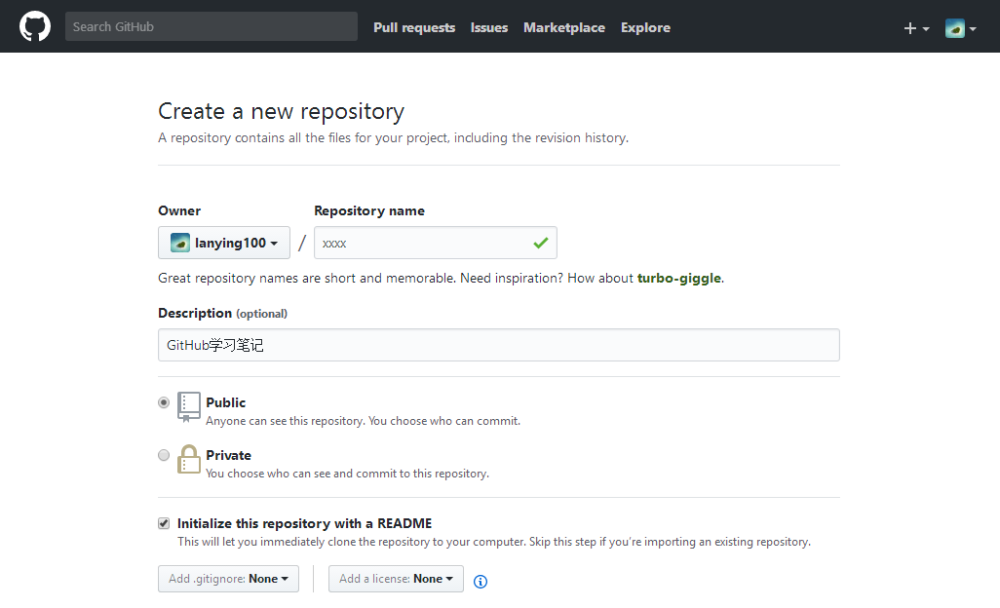 Search GitHub Pull requests Issues Marketplace Explore
Create a new repository
A repository contains all the files for your project, including the revision history.
Owner Repository name
lanying100 / xxxx
Great repository names are short and memorable. Need inspiration? How about turbo-giggle.
Description (optional)
GitHub学习笔记
Public
Anyone can see this repository. You choose who can commit.
Private
You choose who can see and commit to this repository.
Initialize this repository with a README
This will let you immediately clone the repository to your computer. Skip this step if you’re importing an existing repository.
Add .gitignore: None Add a license: None